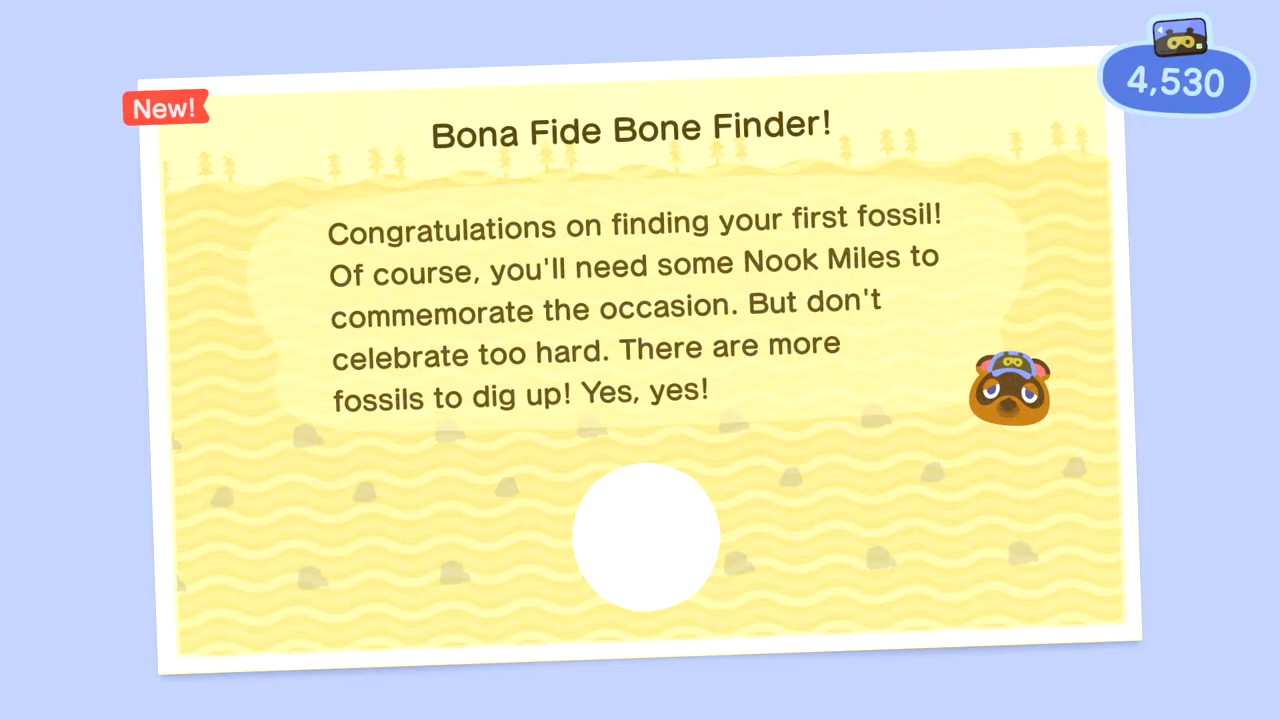 4,530
New!
Bona Fide Bone Finder!
Congratulations on finding your first fossil!
Of course, you'll need some Nook Miles to
commemorate the occasion. But don't
celebrate too hard. There are more
fossils to dig up! Yes, yes!